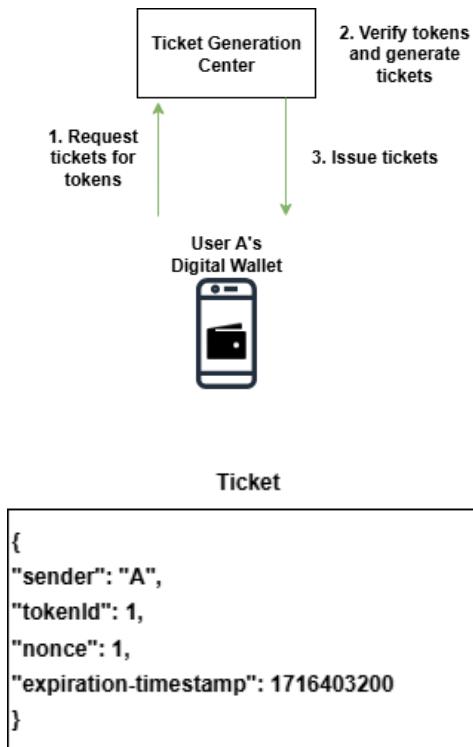 Ticket Generation
Center
2. Verify tokens
and generate
tickets
1. Request
tickets for
tokens
3. Issue tickets
User A's
Digital Wallet
Ticket
{
"sender": "A",
"tokenId": 1,
"nonce": 1,
"expiration-timestamp": 1716403200
}